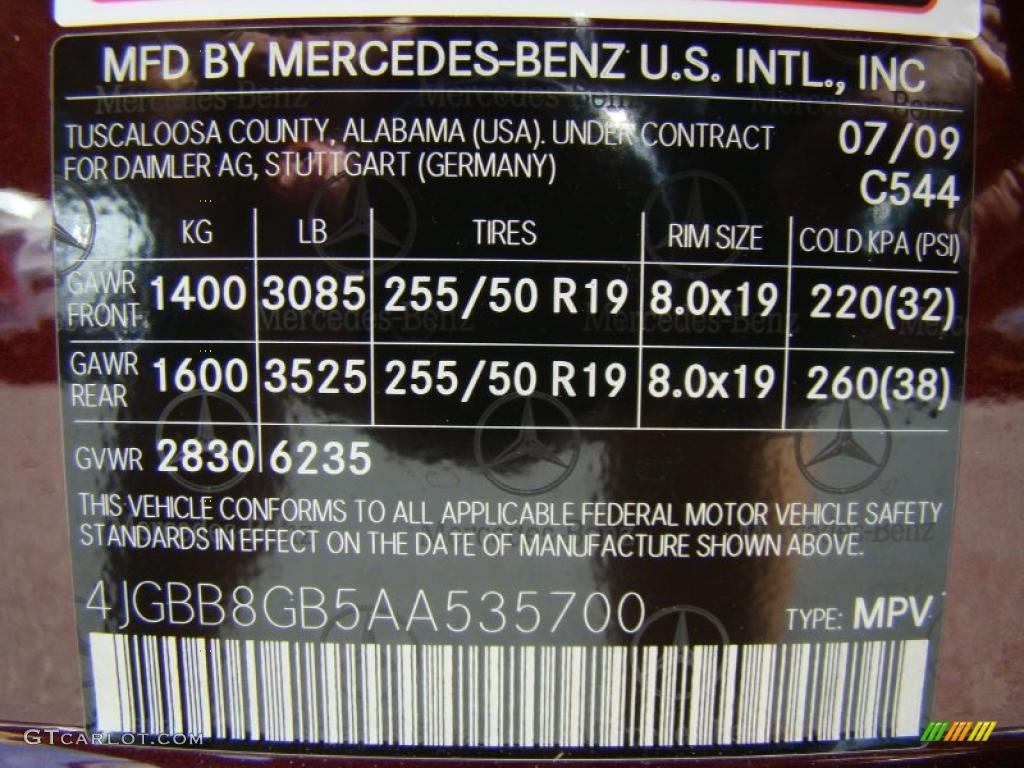 MFD BY MERCEDES-BENZ U.S. INTL., INC
TUSCALOOSA COUNTY, ALABAMA (USA). UNDER CONTRACT 07/09
FOR DAIMLER AG, STUTTGART (GERMANY)
C544
KG LB TIRES RIM SIZE COLD KPA (PSI)
GAWR FRONT 1400 3085 255/50 R19 8.0x19 220(32)
GAWR REAR 1600 3525 255/50 R19 8.0x19 260(38)
GVWR 2830 6235
THIS VEHICLE CONFORMS TO ALL APPLICABLE FEDERAL MOTOR VEHICLE SAFETY
STANDARDS IN EFFECT ON THE DATE OF MANUFACTURE SHOWN ABOVE.
4JGBB8GB5AA535700 TYPE: MPV
GTCARLOT.COM